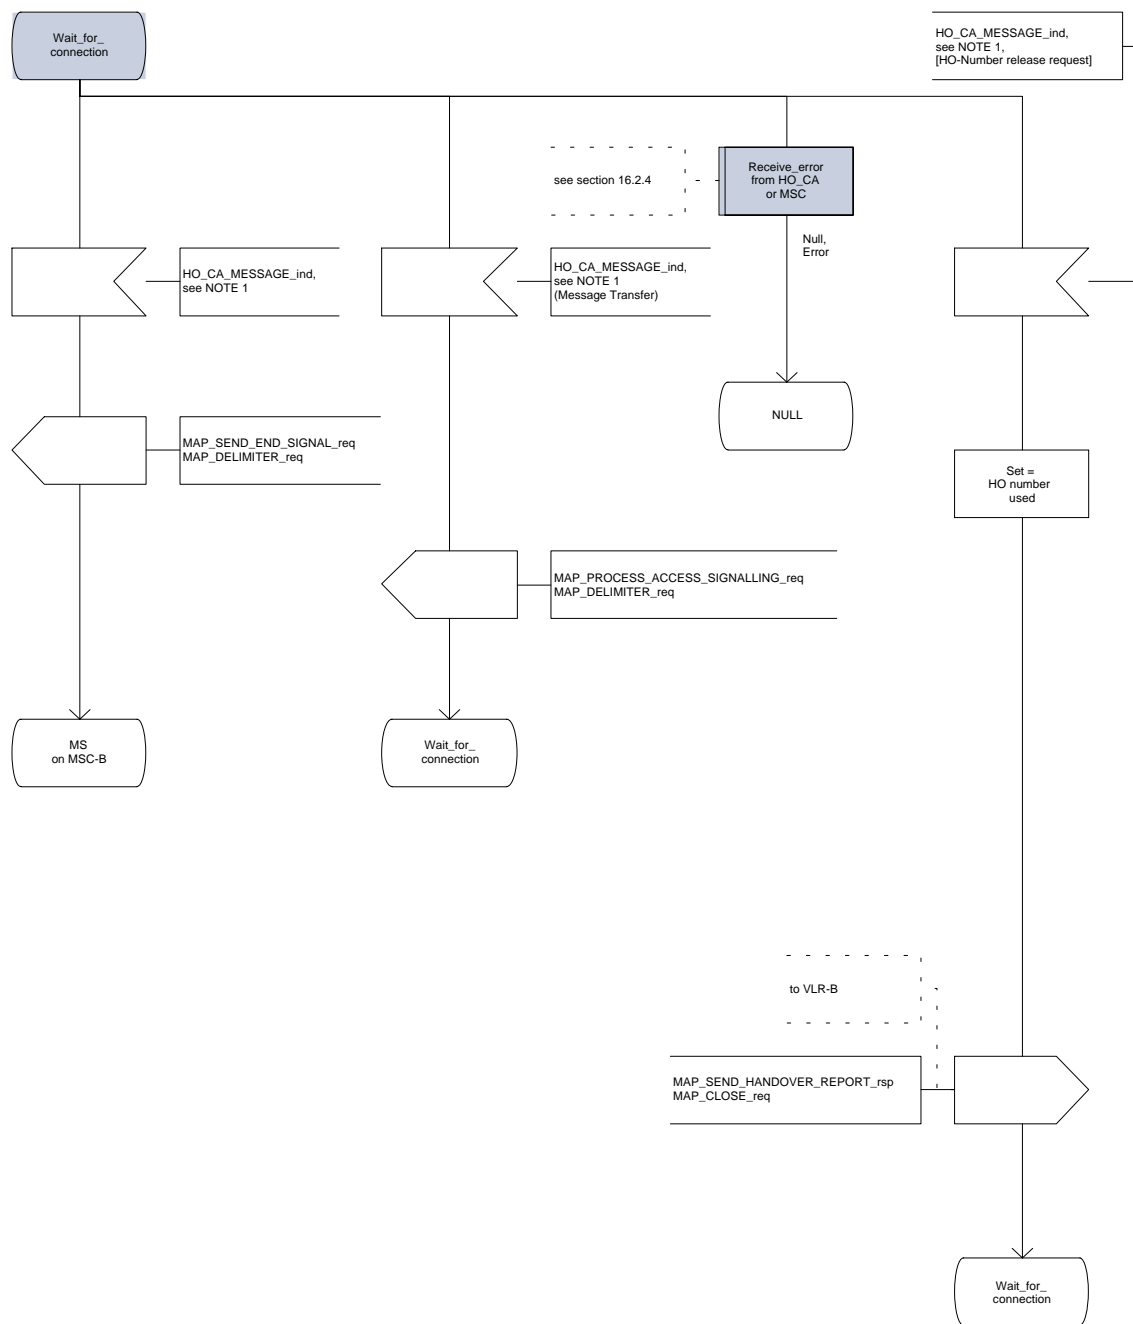 Wait_for_
connection
HO_CA_MESSAGE_ind,
see NOTE 1,
[HO-Number release request]
see section 16.2.4
Receive_error
from HO_CA
or MSC
Null,
Error
HO_CA_MESSAGE_ind,
see NOTE 1
HO_CA_MESSAGE_ind,
see NOTE 1
(Message Transfer)
NULL
MAP_SEND_END_SIGNAL_req
MAP_DELIMITER_req
Set =
HO number
used
MAP_PROCESS_ACCESS_SIGNALLING_req
MAP_DELIMITER_req
MS
on MSC-B
Wait_for_
connection
to VLR-B
MAP_SEND_HANDOVER_REPORT_rsp
MAP_CLOSE_req
Wait_for_
connection